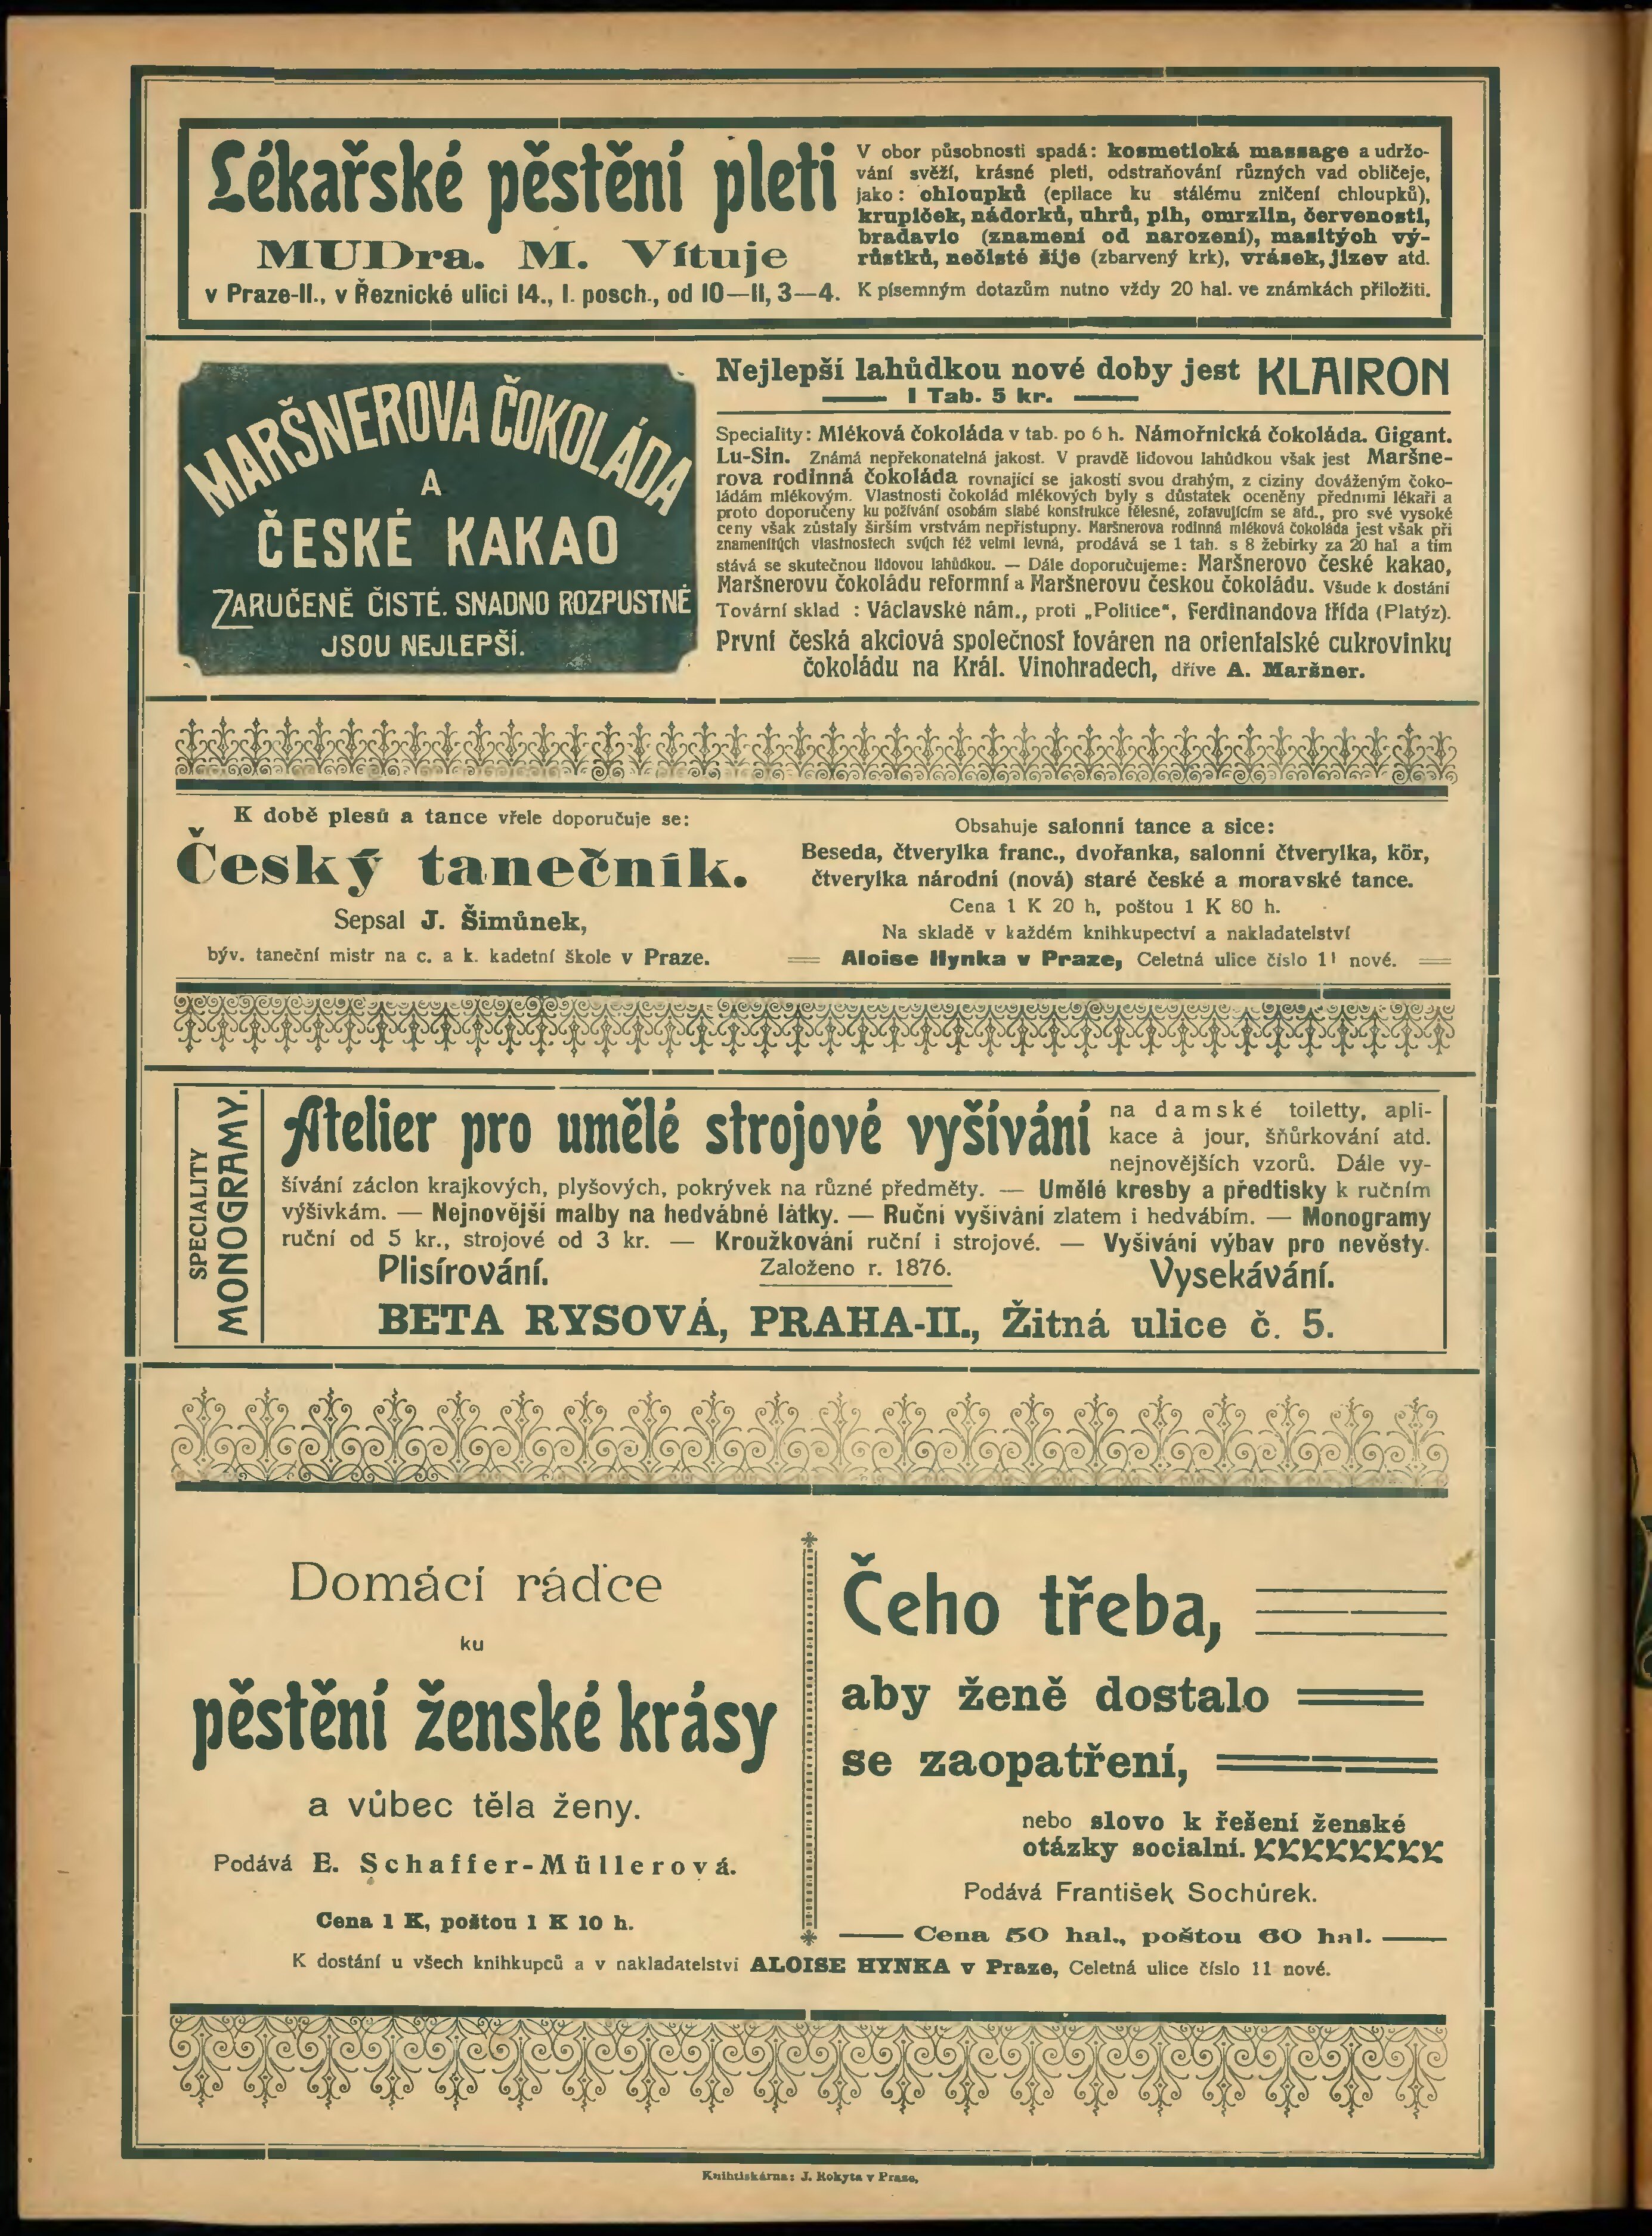 Lékařské pěstění pleti
MUDra. M. Vítuje
v Praze-II., v Řeznické ulici 14., I. posch., od 10—11, 3—4.
V obor působnosti spadá: kosmetická massage a udržo-
vání svěží, krásné pleti, odstraňování různých vad obličeje,
jako: chloupků (epilace ku stálému zničení chloupků),
krupiček, nádorků, uhrů, pih, omrzlin, červenosti,
bradavic (znamení od narození), masitých vý-
růstků, nečisté šíje (zbarvený krk), vrásek, jizev atd.
K písemným dotazům nutno vždy 20 hal. ve známkách přiložiti.
MARŠNEROVA ČOKOLÁDA
A
ČESKÉ KAKAO
ZARUČENĚ ČISTÉ. SNADNO ROZPUSTNÉ
JSOU NEJLEPŠÍ.
Nejlepší lahůdkou nové doby jest KLAIRON
1 Tab. 5 kr.
Speciality: Mléková čokoláda v tab. po 6 h. Námořnická čokoláda. Gigant.
Lu-Sin. Známá nepřekonatelná jakost. V pravdě lidovou lahůdkou však jest Maršne-
rova rodinná čokoláda rovnající se jakostí svou drahým, z ciziny dováženým čoko-
ládám mlékovým. Vlastnosti čokolád mlékových byly s důstatek oceněny předními lékaři a
proto doporučeny ku požívání osobám slabé konstrukce tělesné, zotavujícím se atd., pro své vysoké
ceny však zůstaly širším vrstvám nepřístupny. Maršnerova rodinná mléková čokoláda jest však při
znamenitých vlastnostech svých též velmi levná, prodává se 1 tab. s 8 žebírky za 20 hal a tím
stává se skutečnou lidovou lahůdkou. — Dále doporučujeme: Maršnerovo české kakao,
Maršnerovu čokoládu reformní a Maršnerovu českou čokoládu. Všude k dostání
Tovární sklad : Václavské nám., proti „Politice“, Ferdinandova třída (Platýz).
První česká akciová společnost továren na orientalské cukrovinky
čokoládu na Král. Vinohradech, dříve A. Maršner.
K době plesů a tance vřele doporučuje se:
Český tanečník.
Sepsal J. Šimůnek,
býv. taneční mistr na c. a k. kadetní škole v Praze.
Obsahuje salonní tance a sice:
Beseda, čtverylka franc., dvořanka, salonní čtverylka, kör,
čtverylka národní (nová) staré české a moravské tance.
Cena 1 K 20 h, poštou 1 K 80 h.
Na skladě v každém knihkupectví a nakladatelství
Aloise Hynka v Praze, Celetná ulice číslo 11 nové.
SPECIALITY
MONOGRAMY.
Atelier pro umělé strojové vyšívání na damské toiletty, apli-
kace à jour, šňůrkování atd.
nejnovějších vzorů. Dále vy-
šívání záclon krajkových, plyšových, pokrývek na různé předměty. — Umělé kresby a předtisky k ručním
výšivkám. — Nejnovější malby na hedvábné látky. — Ruční vyšívání zlatem i hedvábím. — Monogramy
ruční od 5 kr., strojové od 3 kr. — Kroužkování ruční i strojové. — Vyšívání výbav pro nevěsty.
Plisírování. Založeno r. 1876. Vysekávání.
BETA RYSOVÁ, PRAHA-II., Žitná ulice č. 5.
Domácí rádce
ku
pěstění ženské krásy
a vůbec těla ženy.
Podává E. Schaffer-Müllerová.
Cena 1 K, poštou 1 K 10 h.
Čeho třeba,
aby ženě dostalo
se zaopatření,
nebo slovo k řešení ženské
otázky socialní.
Podává František Sochůrek.
Cena 50 hal., poštou 60 hal.
K dostání u všech knihkupců a v nakladatelství ALOISE HYNKA v Praze, Celetná ulice číslo 11 nové.
Knihtiskárna: J. Rokyta v Praze,